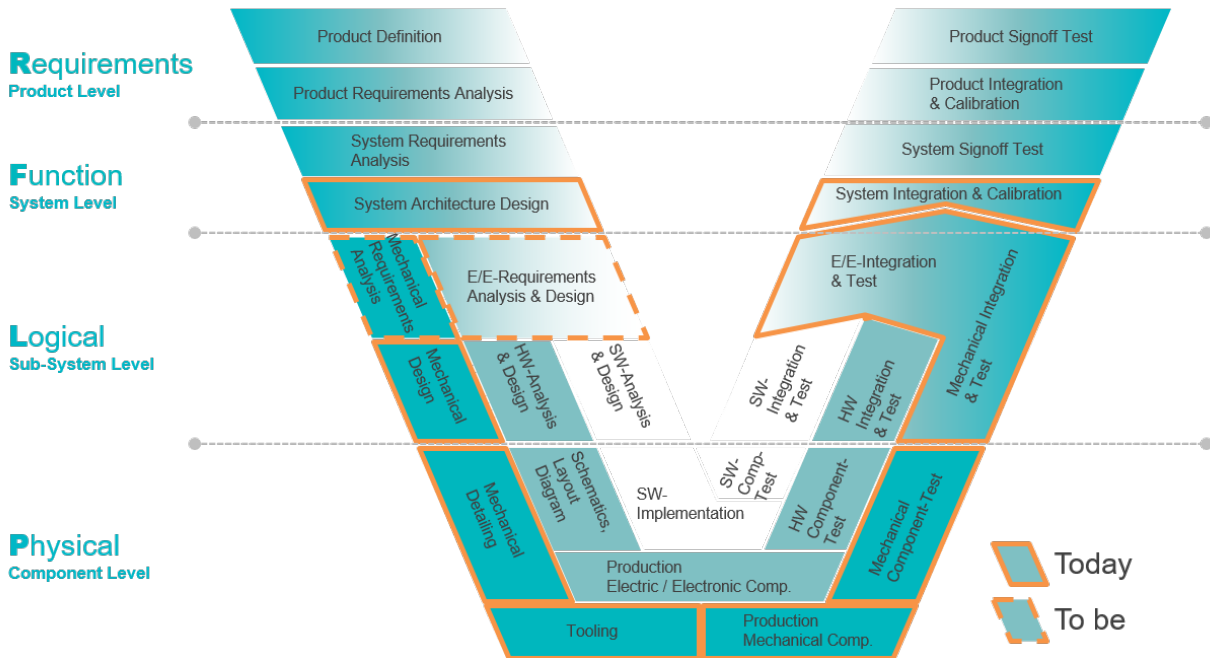 Requirements
Product Level
Product Definition
Product Signoff Test
Product Requirements Analysis
Product Integration
& Calibration
Function
System Level
System Requirements
Analysis
System Signoff Test
System Architecture Design
System Integration & Calibration
Logical
Sub-System Level
Mechanical
Requirements
Analysis
E/E-Requirements
Analysis & Design
E/E-Integration
& Test
Mechanical Integration
& Test
Mechanical
Design
HW-Analysis
& Design
SW-Analysis
& Design
SW-
Integration
& Test
HW
Integration
& Test
Physical
Component Level
Mechanical
Detailing
Schematics,
Layout
Diagram
SW-
Implementation
SW-
Comp-
Test
HW
Component-
Test
Mechanical
Component-Test
Production
Electric / Electronic Comp.
Tooling
Production
Mechanical Comp.
Today
To be